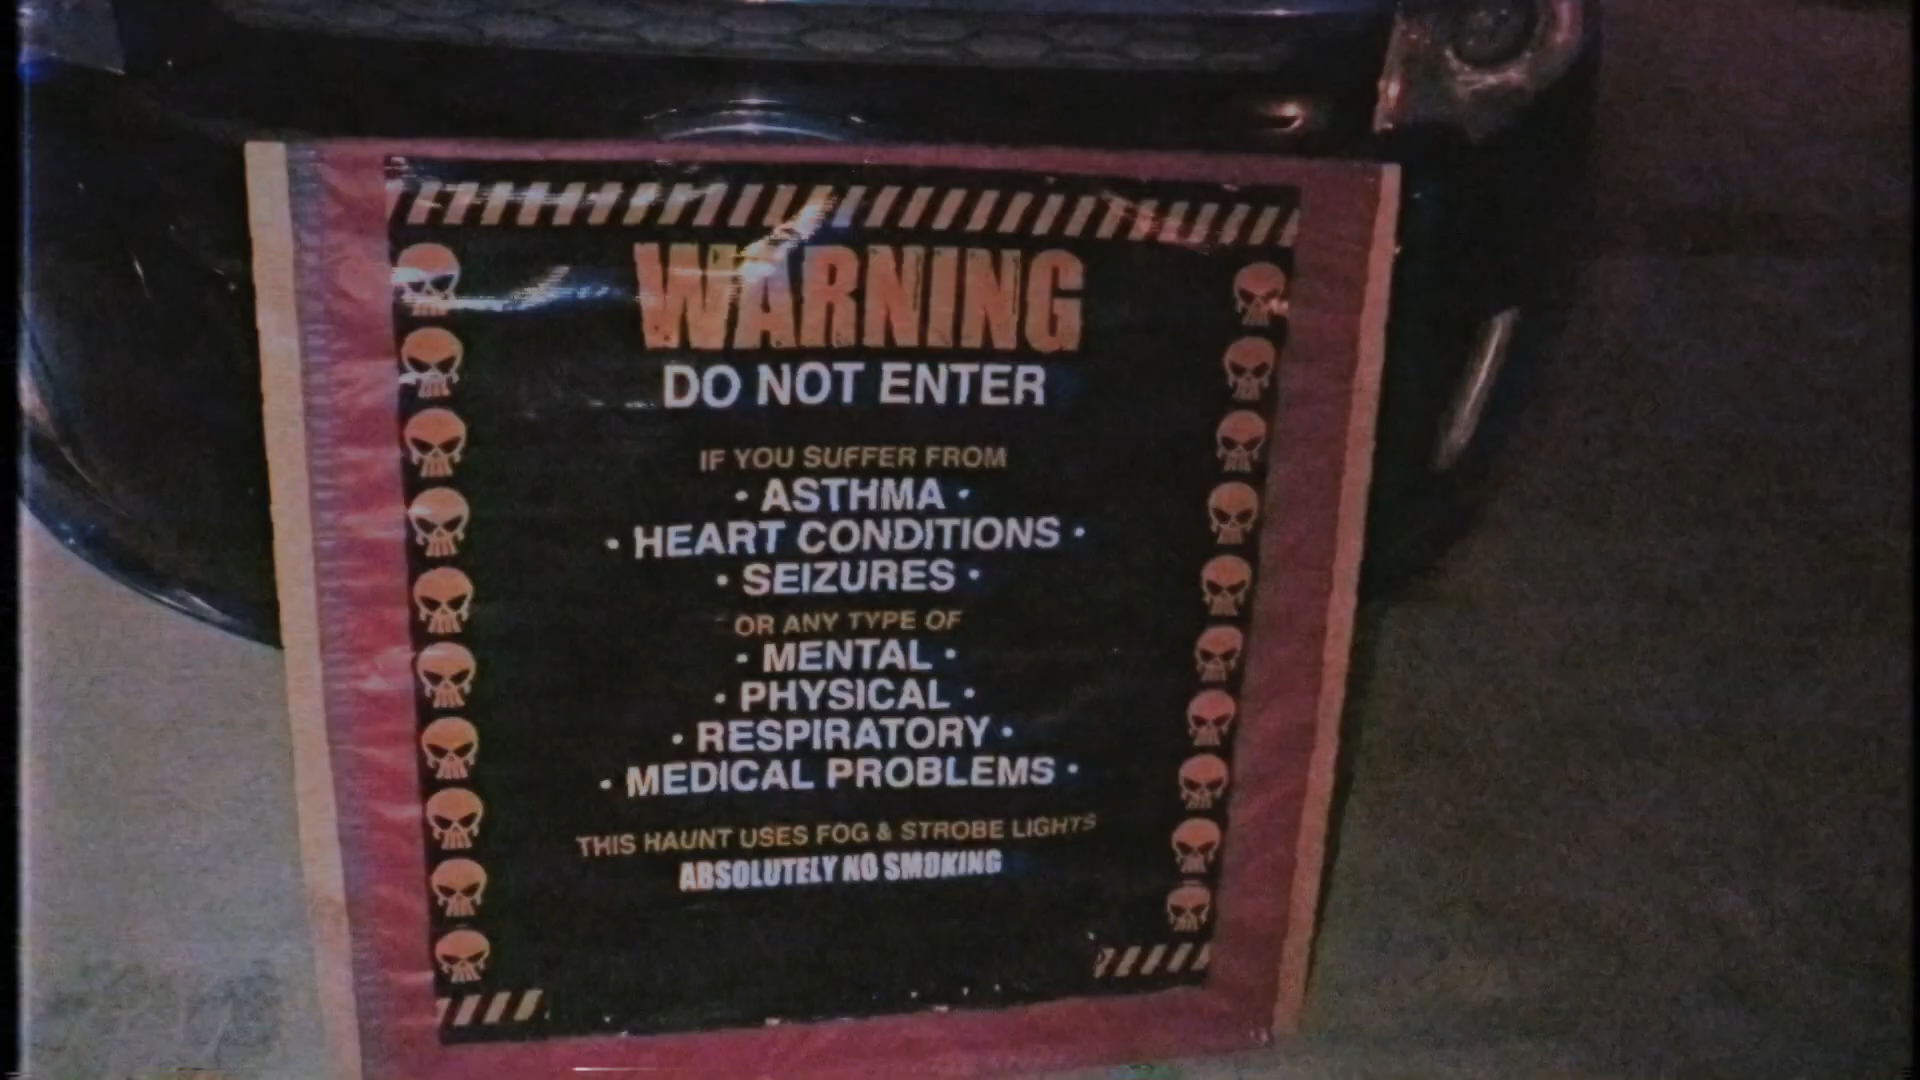 WARNING
DO NOT ENTER
IF YOU SUFFER FROM
• ASTHMA •
• HEART CONDITIONS •
• SEIZURES •
OR ANY TYPE OF
• MENTAL •
• PHYSICAL •
• RESPIRATORY •
• MEDICAL PROBLEMS •
THIS HAUNT USES FOG & STROBE LIGHTS
ABSOLUTELY NO SMOKING